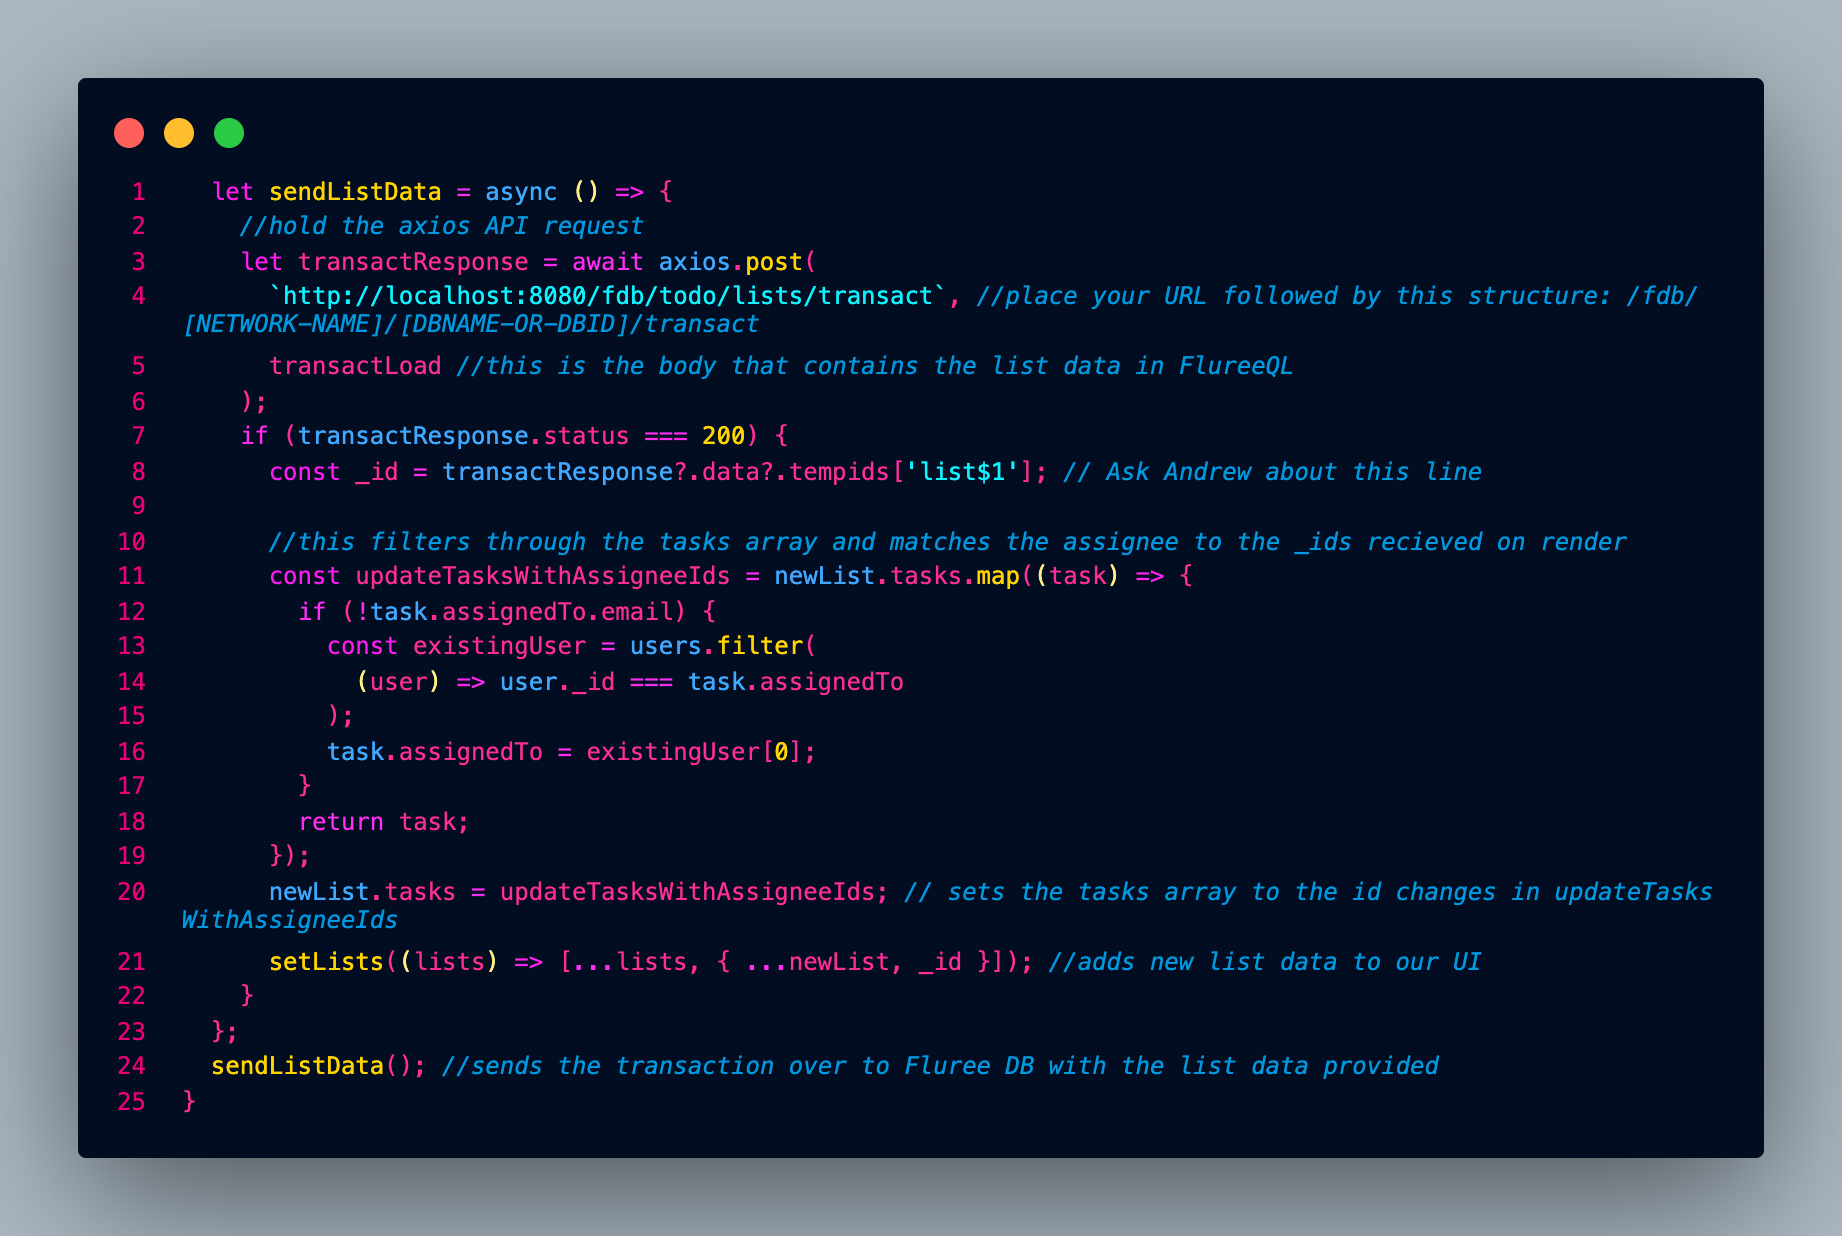 1 let sendListData = async () => {
2 //hold the axios API request
3 let transactResponse = await axios.post(
4 `http://localhost:8080/fdb/todo/lists/transact`, //place your URL followed by this structure: /fdb/
[NETWORK-NAME]/[DBNAME-OR-DBID]/transact
5 transactLoad //this is the body that contains the list data in FlureeQL
6 );
7 if (transactResponse.status === 200) {
8 const _id = transactResponse?.data?.tempids['list$1']; // Ask Andrew about this line
9
10 //this filters through the tasks array and matches the assignee to the _ids recieved on render
11 const updateTasksWithAssigneeIds = newList.tasks.map((task) => {
12 if (!task.assignedTo.email) {
13 const existingUser = users.filter(
14 (user) => user._id === task.assignedTo
15 );
16 task.assignedTo = existingUser[0];
17 }
18 return task;
19 });
20 newList.tasks = updateTasksWithAssigneeIds; // sets the tasks array to the id changes in updateTasks
WithAssigneeIds
21 setLists((lists) => [...lists, { ...newList, _id }]); //adds new list data to our UI
22 }
23 };
24 sendListData(); //sends the transaction over to Fluree DB with the list data provided
25 }